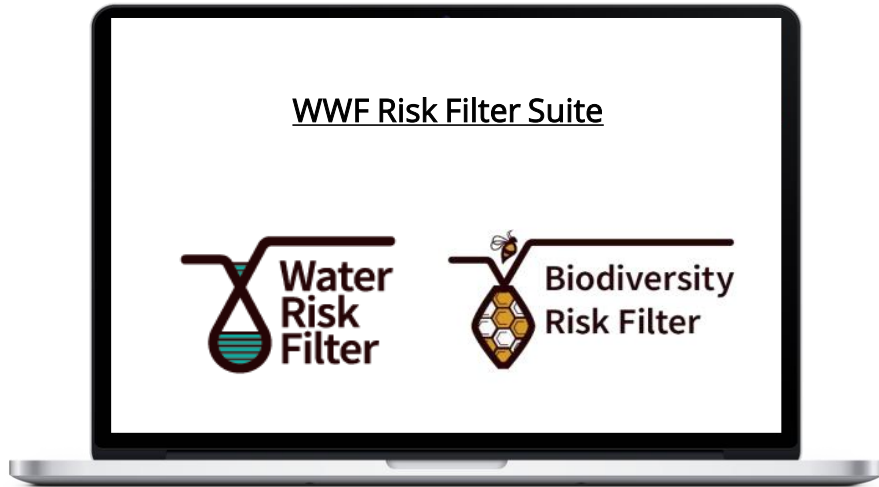 WWF Risk Filter Suite
Water
Risk
Filter
Biodiversity
Risk Filter